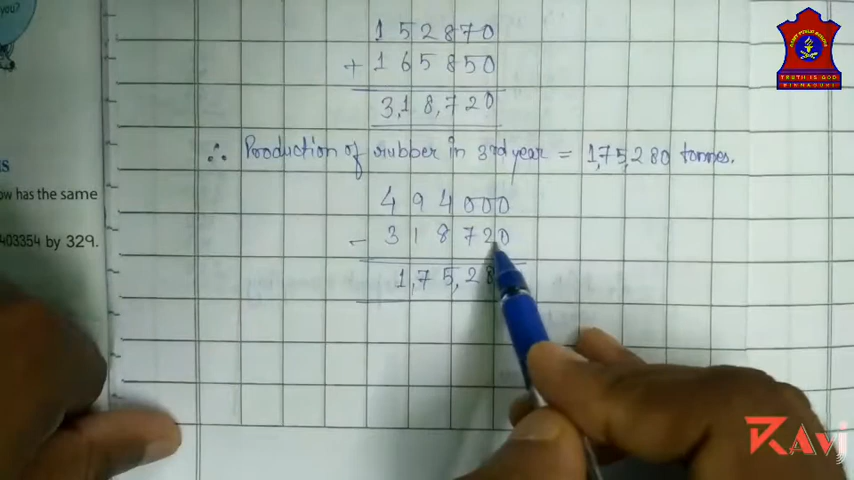 you?
1 5 2 8 7 0
+ 1 6 5 8 5 0
3,1 8,7 2 0
∴ Production of rubber in 3rd year = 1,75,280 tonnes.
4 9 4 0 0 0
- 3 1 8 7 2 0
1,7 5,2 8
ow has the same
403354 by 329.
TRUTH IS GOD
BINNAGURI
RAVI